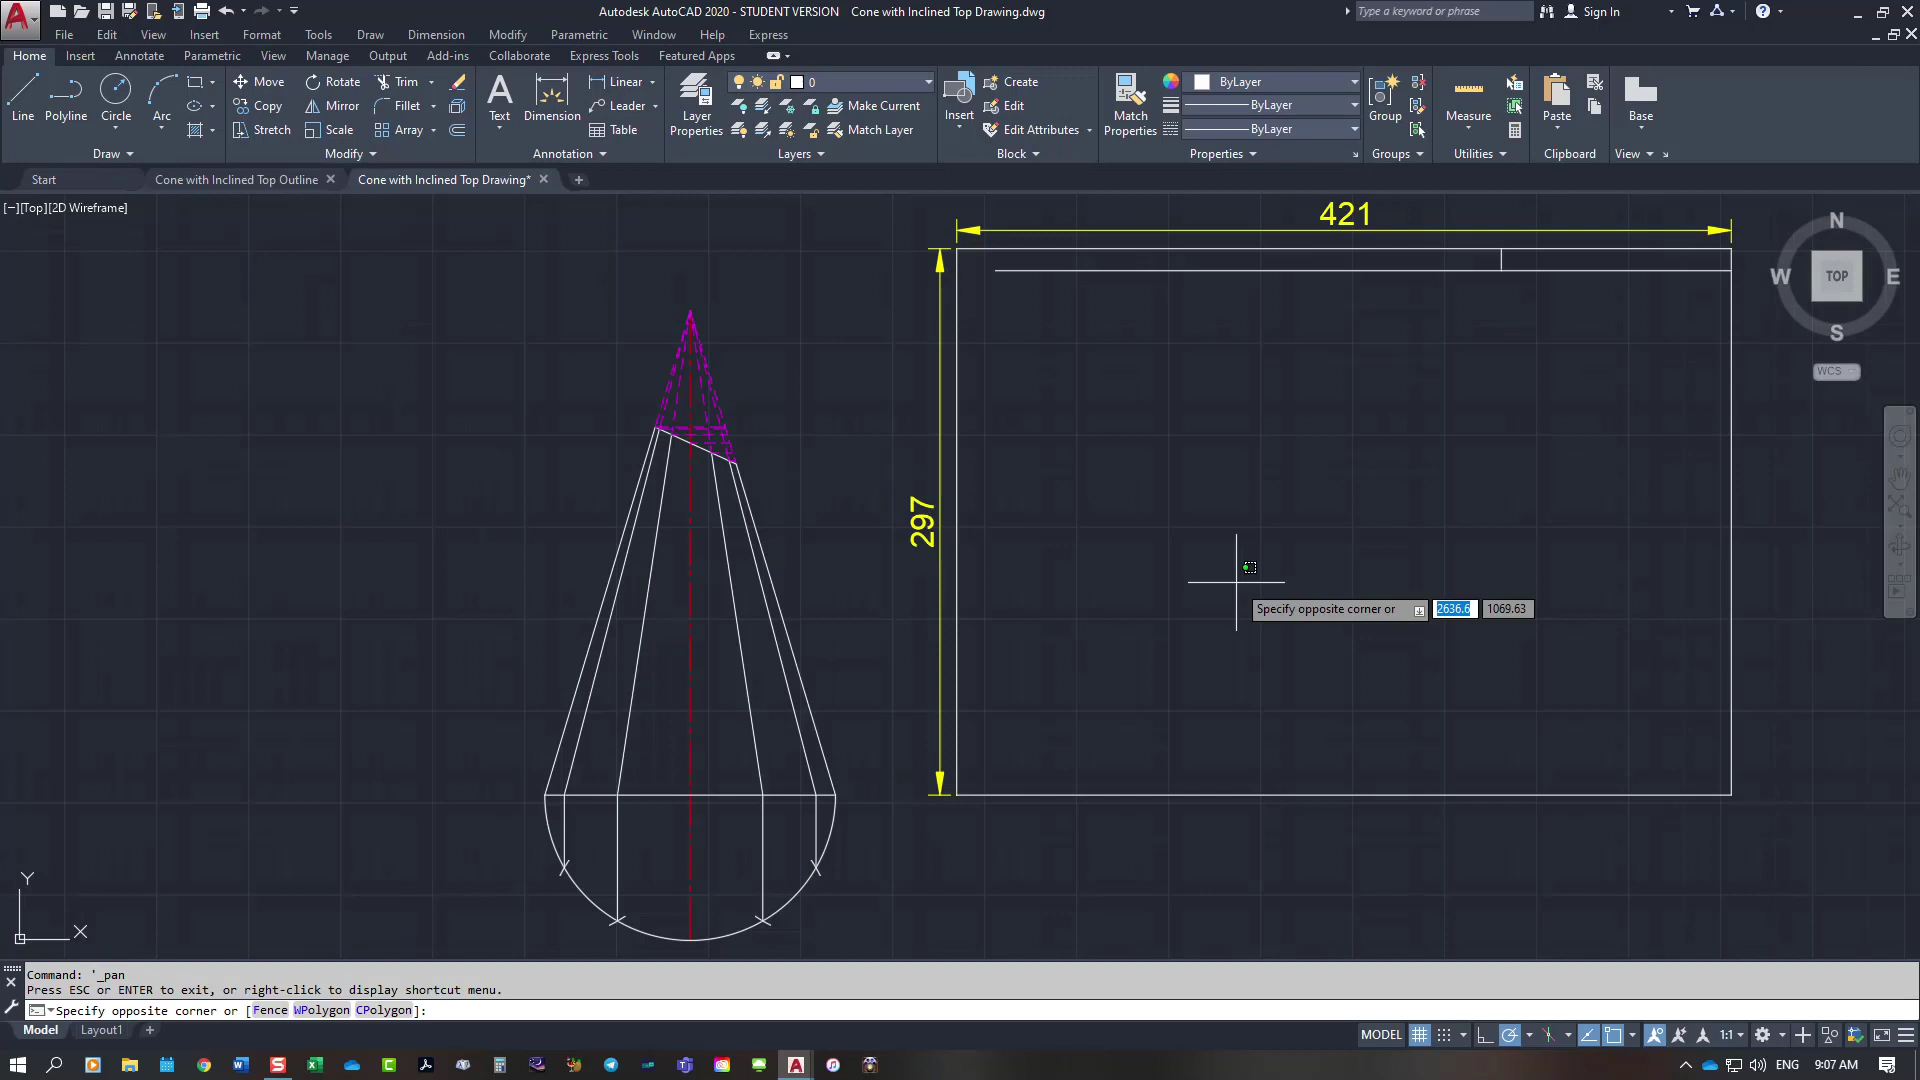 Autodesk AutoCAD 2020 - STUDENT VERSION    Cone with Inclined Top Drawing.dwg
Type a keyword or phrase
Sign In
File Edit View Insert Format Tools Draw Dimension Modify Parametric Window Help Express
Home Insert Annotate Parametric View Manage Output Add-ins Collaborate Express Tools Featured Apps
Line Polyline Circle Arc
Move Rotate Trim
Copy Mirror Fillet
Stretch Scale Array
Text Dimension
Linear
Leader
Table
Layer Properties
0
Make Current
Match Layer
Insert
Create
Edit
Edit Attributes
Match Properties
ByLayer
ByLayer
ByLayer
Group
Measure
Paste
Base
Draw Modify Annotation Layers Block Properties Groups Utilities Clipboard View
Start
Cone with Inclined Top Outline
Cone with Inclined Top Drawing*
[−][Top][2D Wireframe]
421
297
N
W TOP E
S
WCS
Specify opposite corner or 2636.6 1069.63
Y
X
Command: '_pan
Press ESC or ENTER to exit, or right-click to display shortcut menu.
Specify opposite corner or [Fence WPolygon CPolygon]:
Model Layout1
MODEL
1:1
ENG
9:07 AM